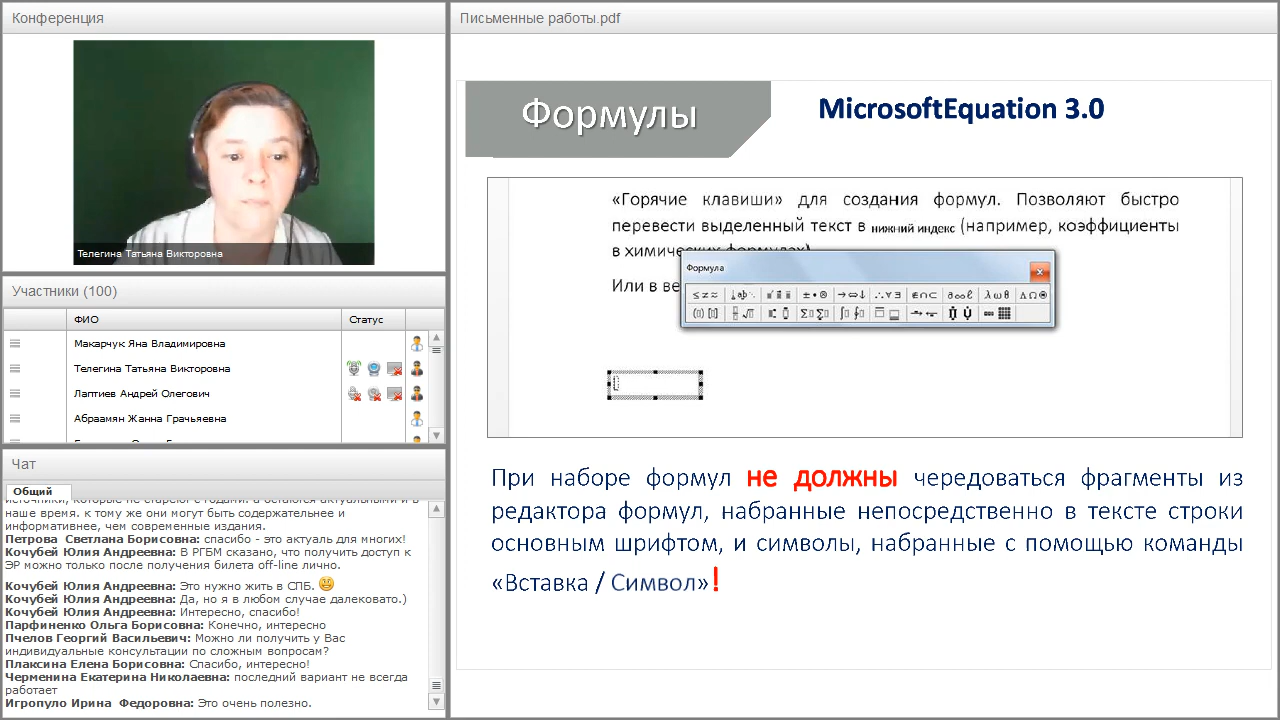 Конференция
Телегина Татьяна Викторовна
Участники (100)
ФИО Статус
Макарчук Яна Владимировна
Телегина Татьяна Викторовна
Лаптиев Андрей Олегович
Абраамян Жанна Грачьяевна
Чат
Общий
источники, которые не стареют с годами. а остаются актуальными и в
наше время. к тому же они могут быть содержательнее и
информативнее, чем современные издания.
Петрова Светлана Борисовна: спасибо - это актуаль для многих!
Кочубей Юлия Андреевна: В РГБМ сказано, что получить доступ к
ЭР можно только после получения билета off-line лично.
Кочубей Юлия Андреевна: Это нужно жить в СПБ.
Кочубей Юлия Андреевна: Да, но я в любом случае далековато.)
Кочубей Юлия Андреевна: Интересно, спасибо!
Парфиненко Ольга Борисовна: Конечно, интересно
Пчелов Георгий Васильевич: Можно ли получить у Вас
индивидуальные консультации по сложным вопросам?
Плаксина Елена Борисовна: Спасибо, интересно!
Черменина Екатерина Николаевна: последний вариант не всегда
работает
Игропуло Ирина Федоровна: Это очень полезно.
Письменные работы.pdf
Формулы
MicrosoftEquation 3.0
«Горячие клавиши» для создания формул. Позволяют быстро
перевести выделенный текст в нижний индекс (например, коэффициенты
в химических формулах)
Или в ве
Формула
При наборе формул не должны чередоваться фрагменты из
редактора формул, набранные непосредственно в тексте строки
основным шрифтом, и символы, набранные с помощью команды
«Вставка / Символ»!